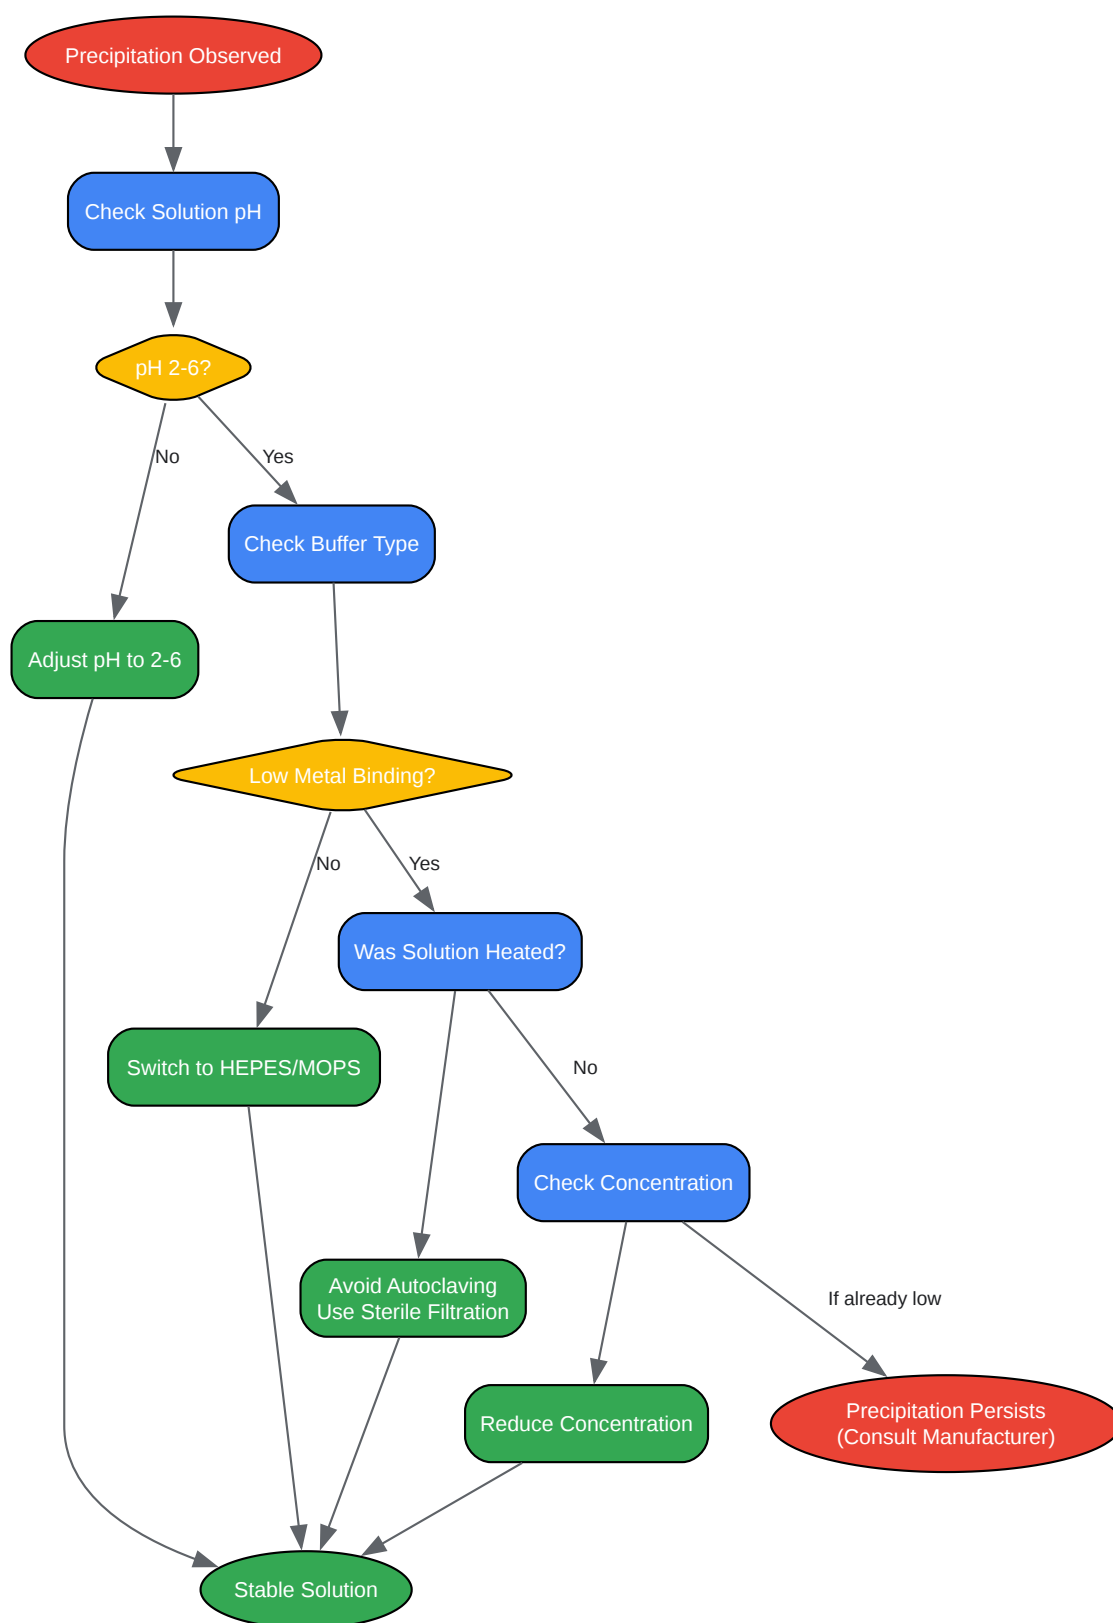 Precipitation Observed
Check Solution pH
pH 2-6?
No
Yes
Check Buffer Type
Adjust pH to 2-6
Low Metal Binding?
No
Yes
Was Solution Heated?
Switch to HEPES/MOPS
No
Check Concentration
Avoid Autoclaving
Use Sterile Filtration
If already low
Reduce Concentration
Precipitation Persists
(Consult Manufacturer)
Stable Solution